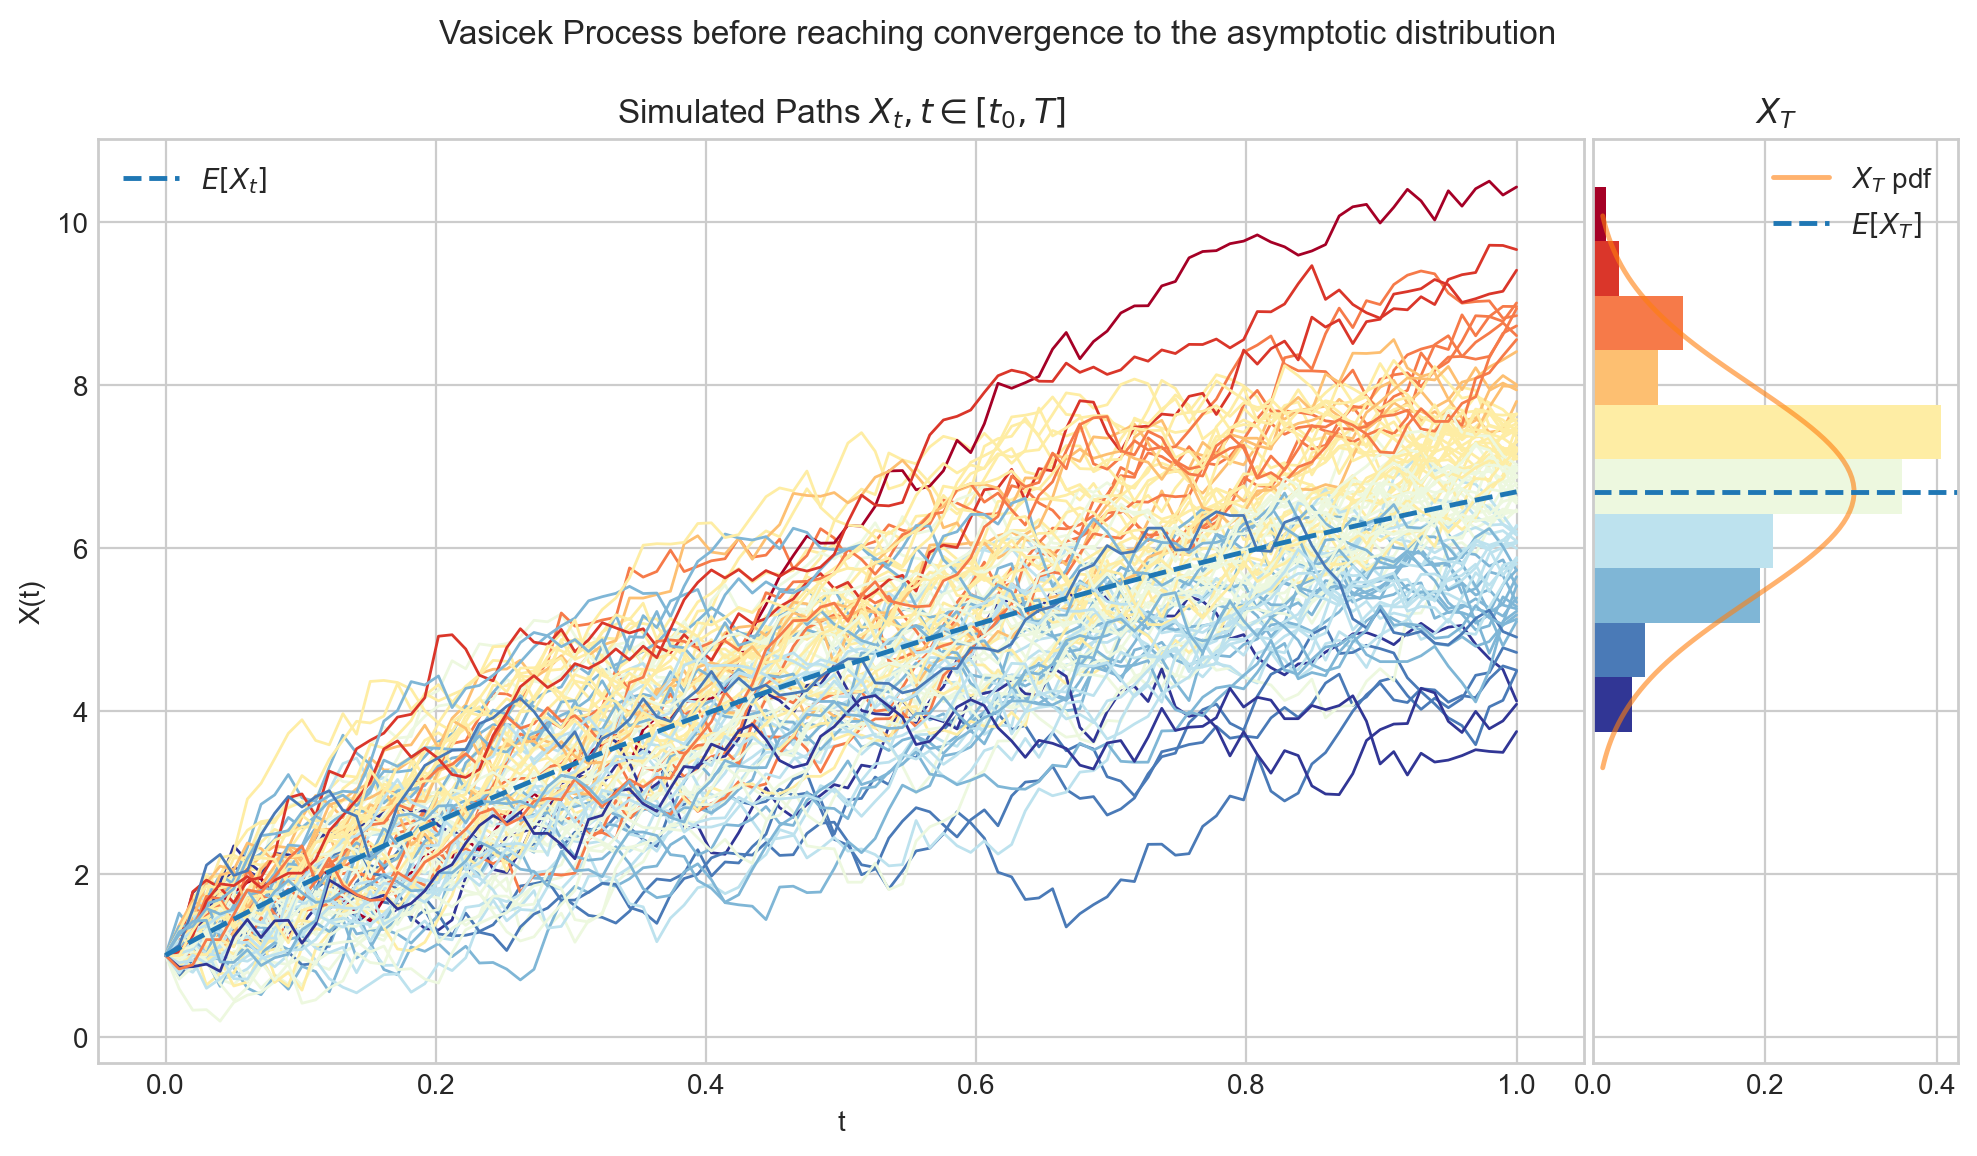 Vasicek Process before reaching convergence to the asymptotic distribution
Simulated Paths $X_t, t \in [t_0, T]$
$E[X_t]$
10
8
6
4
2
0
X(t)
0.0 0.2 0.4 0.6 0.8 1.0
t
$X_T$
$X_T$ pdf
$E[X_T]$
0.0 0.2 0.4